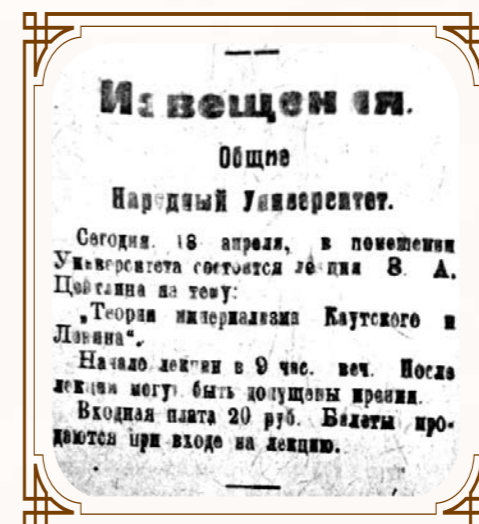 Извещения.
Общие
Народный Университет.
Сегодня, 18 апреля, в помещении
Университета состоится лекция З. А.
Цейтлина на тему:
„Теория империализма Каутского и
Ленина“.
Начало лекции в 9 час. веч. После
лекции могут быть допущены прения.
Входная плата 20 руб. Билеты про-
даются при входе на лекцию.